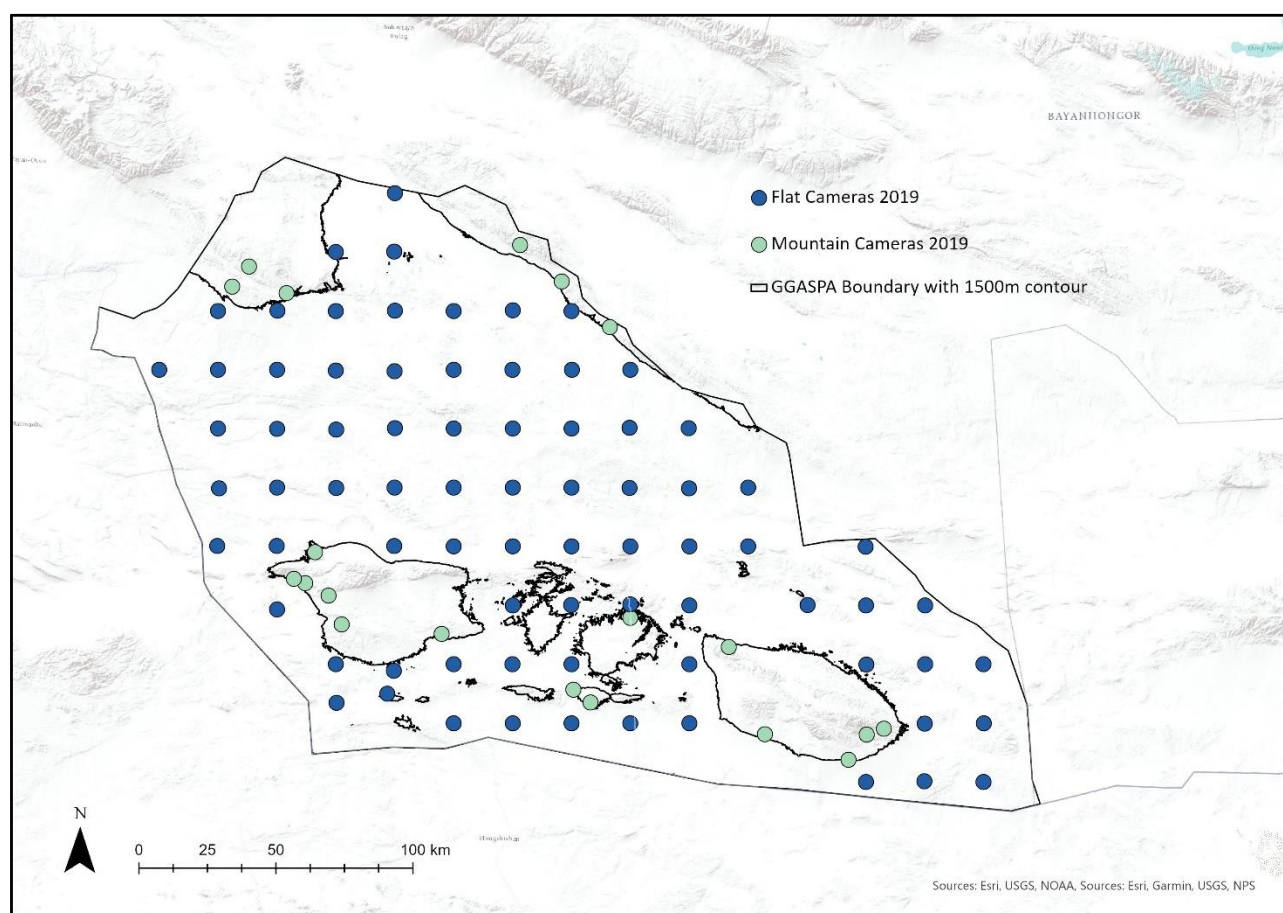 BAYANHONGOR
Flat Cameras 2019
Mountain Cameras 2019
GGASPA Boundary with 1500m contour
N
0 25 50 100 km
Sources: Esri, USGS, NOAA, Sources: Esri, Garmin, USGS, NPS